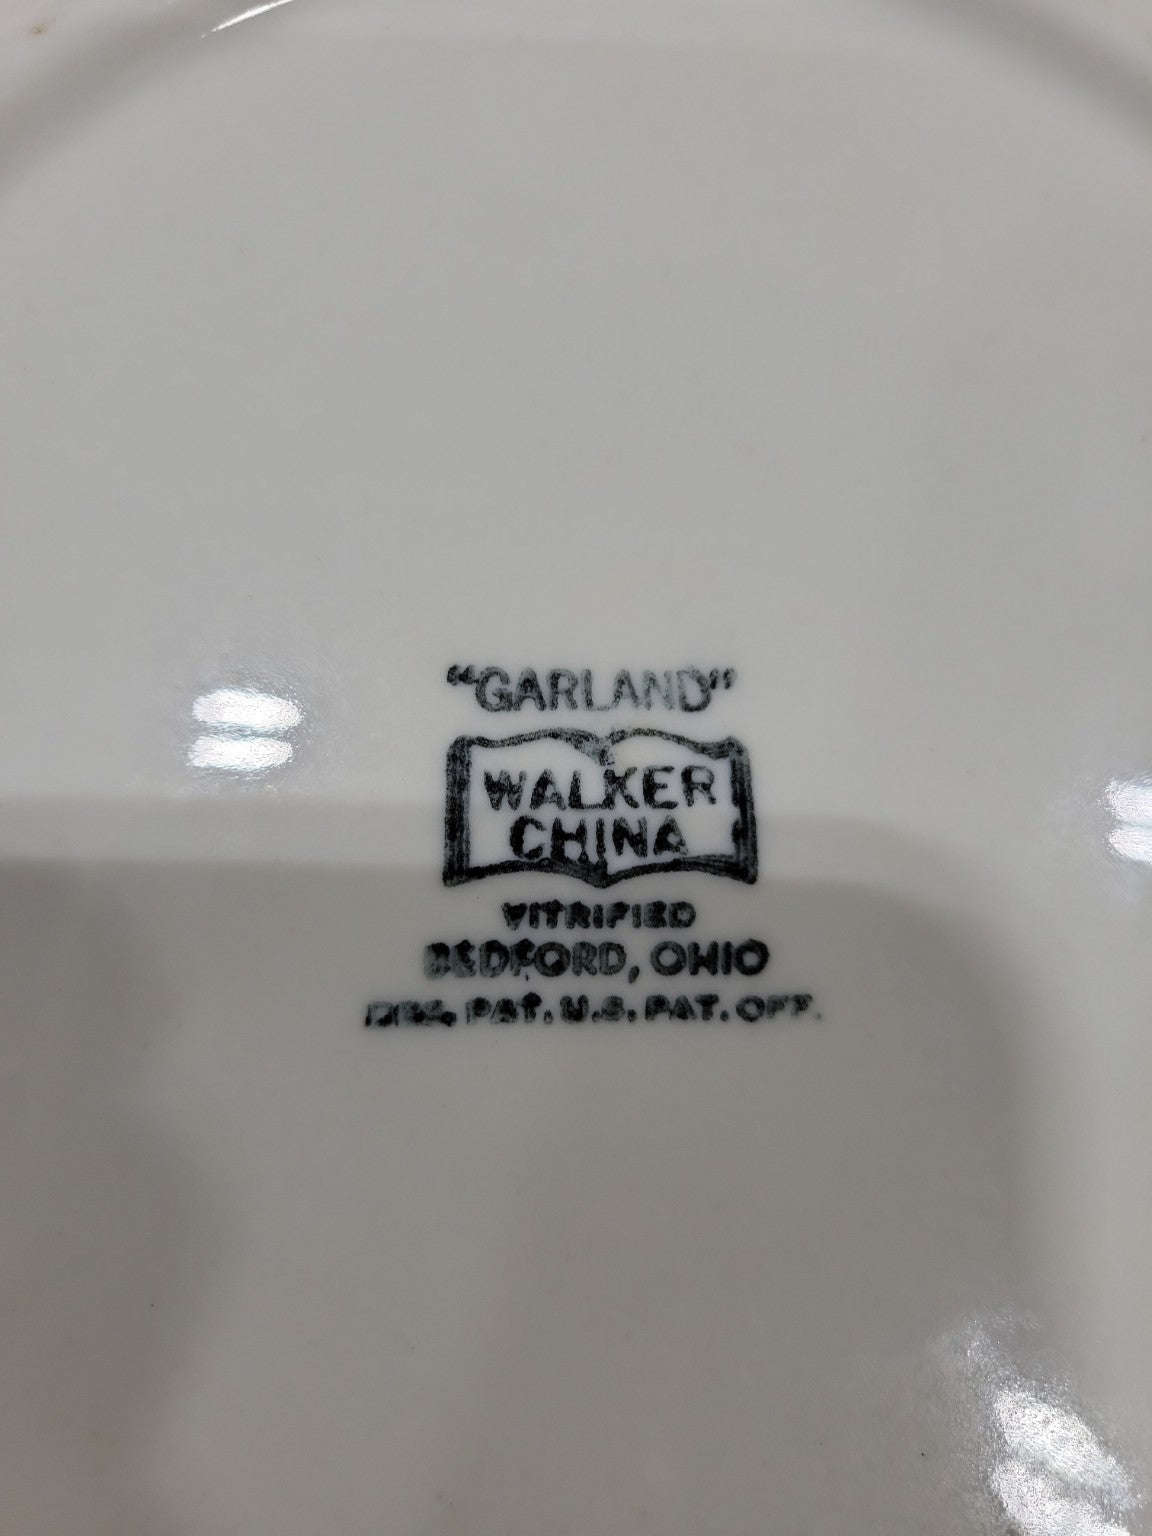 "GARLAND"
WALKER
CHINA
VITRIFIED
BEDFORD, OHIO
DES. PAT. U.S. PAT. OFF.